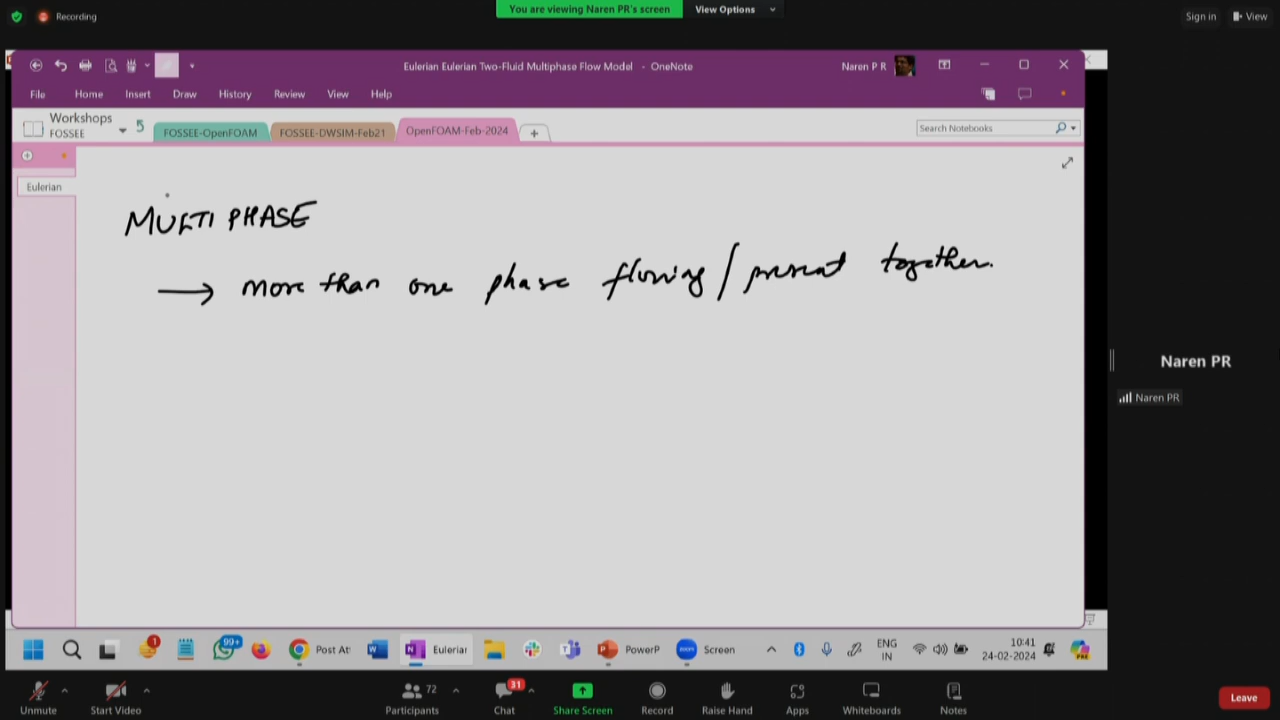 Recording
You are viewing Naren PR's screen
View Options
Sign in
View
Eulerian Eulerian Two-Fluid Multiphase Flow Model - OneNote
Naren P R
File Home Insert Draw History Review View Help
Workshops
FOSSEE
FOSSEE-OpenFOAM
FOSSEE-DWSIM-Feb21
OpenFOAM-Feb-2024
Search Notebooks
Eulerian
MULTIPHASE
→ more than one phase flowing / present together.
Naren PR
Naren PR
1
99+
Post At
Eulerian
PowerP
Screen
ENG
IN
10:41
24-02-2024
Unmute
Start Video
72
Participants
31
Chat
Share Screen
Record
Raise Hand
Apps
Whiteboards
Notes
Leave